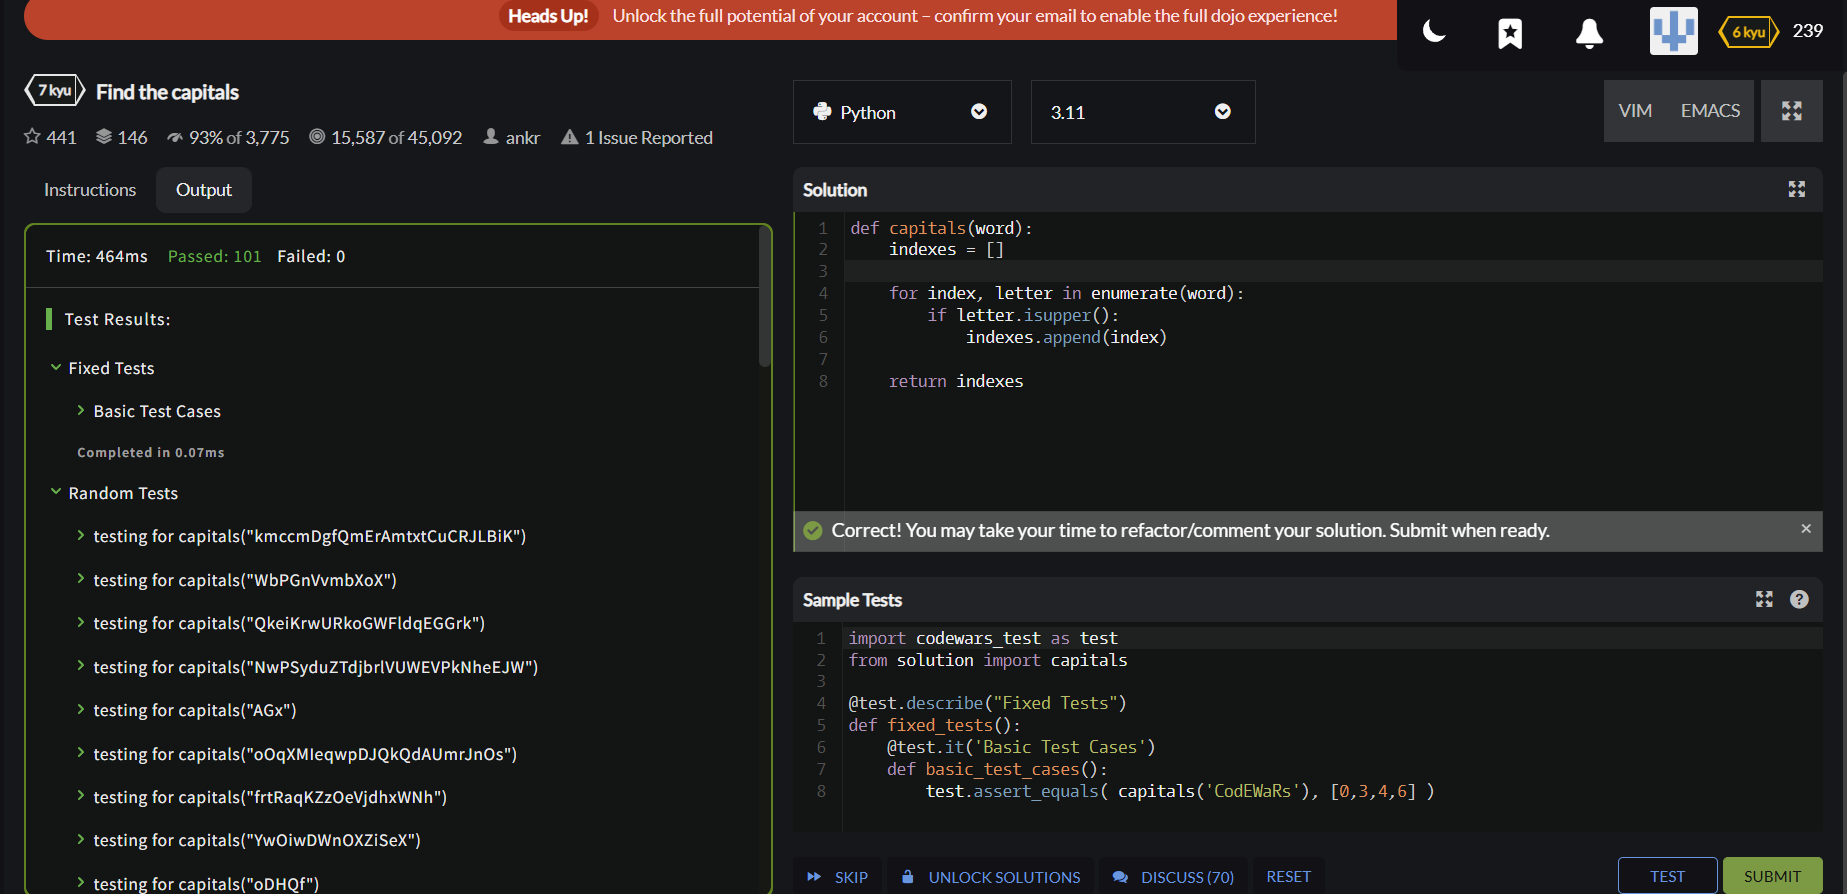 Heads Up! Unlock the full potential of your account – confirm your email to enable the full dojo experience!
6 kyu 239
7 kyu Find the capitals
441 146 93% of 3,775 15,587 of 45,092 ankr 1 Issue Reported
Instructions Output
Time: 464ms Passed: 101 Failed: 0
Test Results:
Fixed Tests
Basic Test Cases
Completed in 0.07ms
Random Tests
testing for capitals("kmccmDgfQmErAmtxtCuCRJLBiK")
testing for capitals("WbPGnVvmbXoX")
testing for capitals("QkeiKrwURkoGWFldqEGGrk")
testing for capitals("NwPSyduZTdjbrlVUWEVPkNheEJW")
testing for capitals("AGx")
testing for capitals("oOqXMIeqwpDJQkQdAUmrJnOs")
testing for capitals("frtRaqKZzOeVjdhxWNh")
testing for capitals("YwOiwDWnOXZiSeX")
testing for capitals("oDHQf")
Python 3.11 VIM EMACS
Solution
1 def capitals(word):
2 indexes = []
3
4 for index, letter in enumerate(word):
5 if letter.isupper():
6 indexes.append(index)
7
8 return indexes
Correct! You may take your time to refactor/comment your solution. Submit when ready. ×
Sample Tests ?
1 import codewars_test as test
2 from solution import capitals
3
4 @test.describe("Fixed Tests")
5 def fixed_tests():
6 @test.it('Basic Test Cases')
7 def basic_test_cases():
8 test.assert_equals( capitals('CodEWaRs'), [0,3,4,6] )
SKIP UNLOCK SOLUTIONS DISCUSS (70) RESET TEST SUBMIT